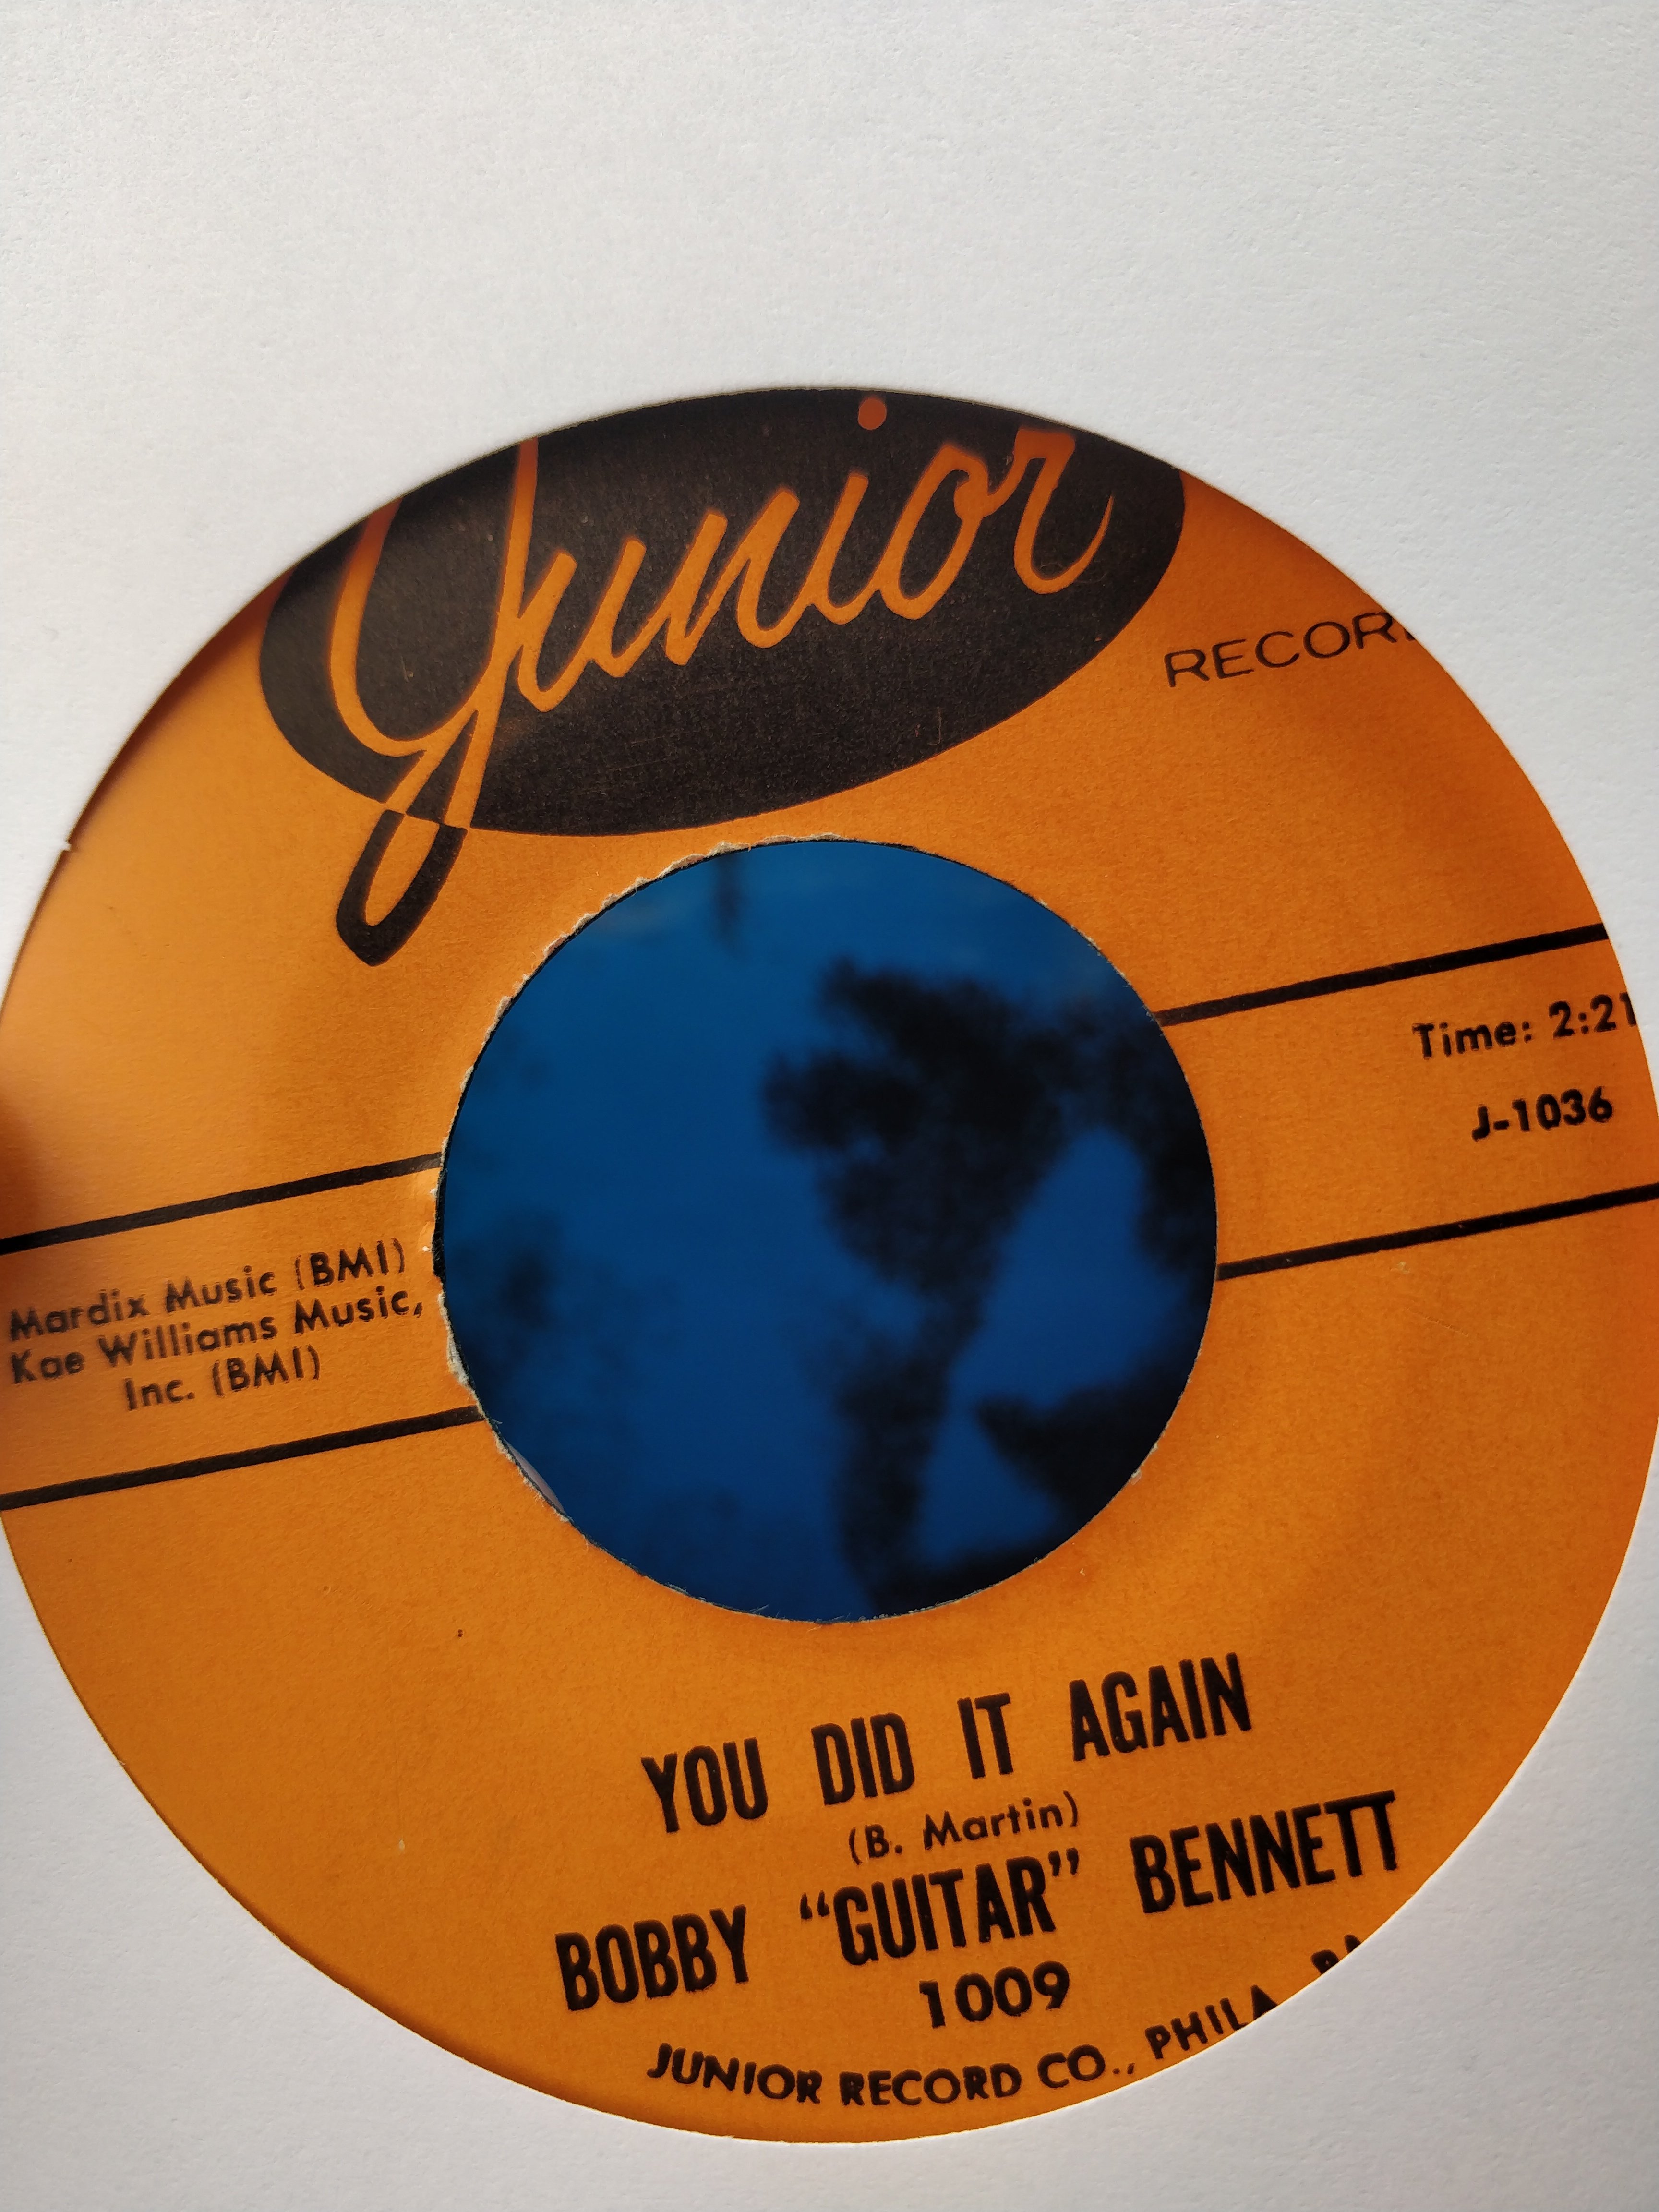 Junior
RECOR
Time: 2:21
J-1036
Mardix Music (BMI)
Kae Williams Music,
Inc. (BMI)
YOU DID IT AGAIN
(B. Martin)
BOBBY “GUITAR” BENNETT
1009
JUNIOR RECORD CO., PHILA